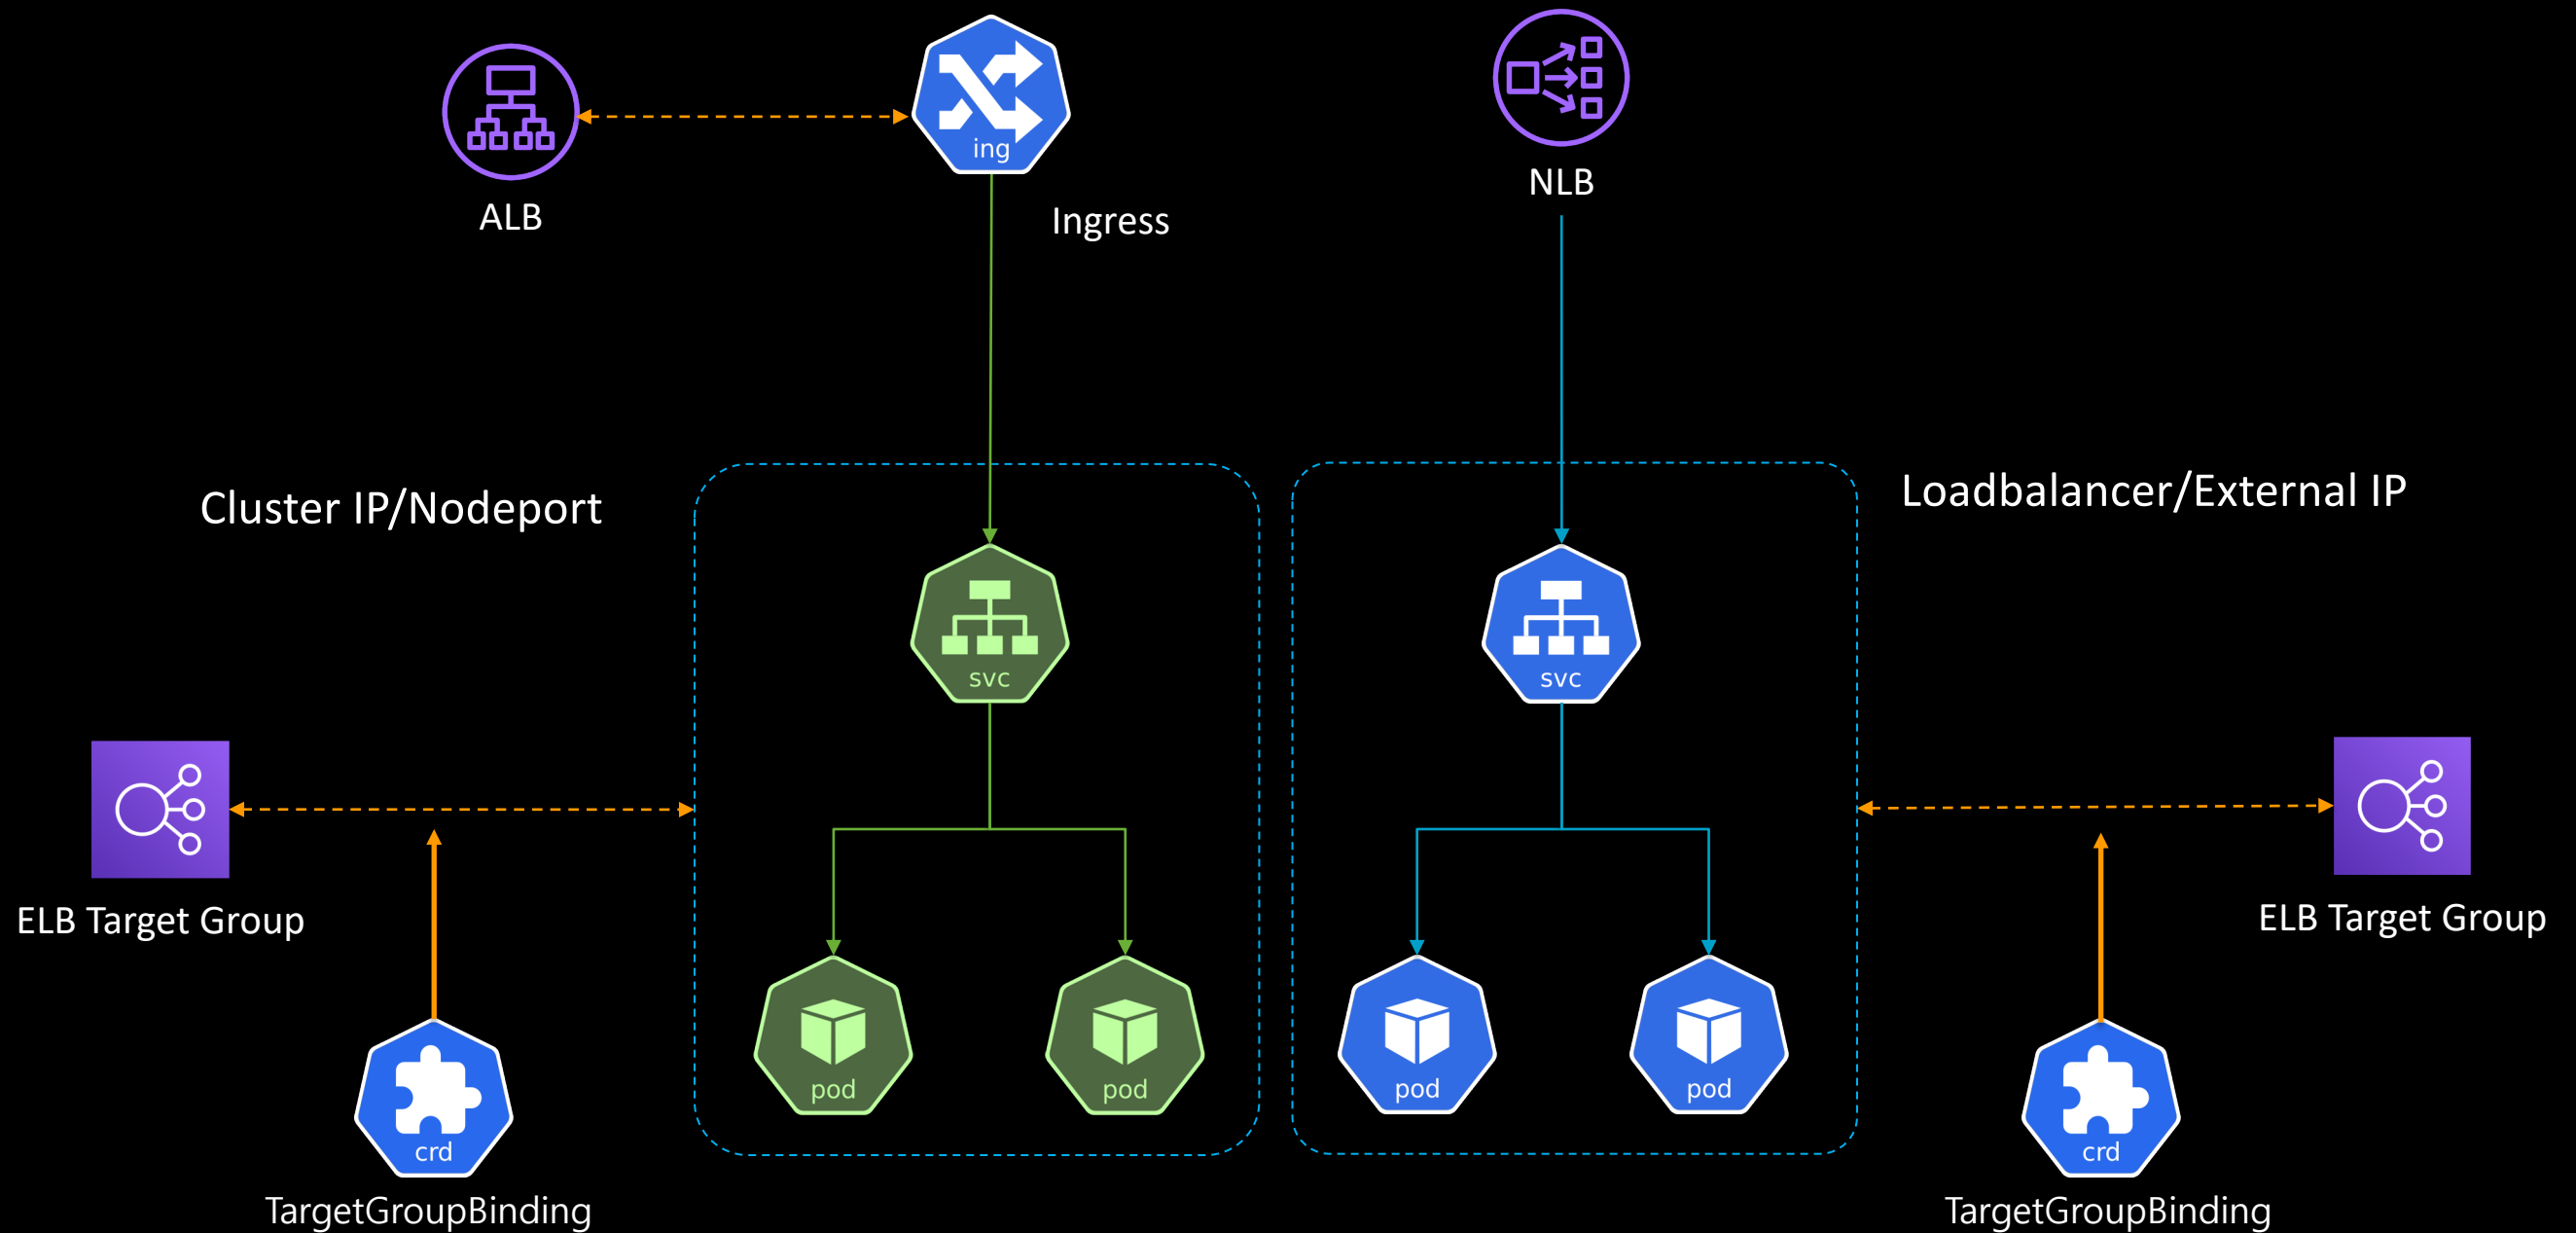 ing
NLB
ALB
Ingress
Cluster IP/Nodeport
Loadbalancer/External IP
svc
svc
ELB Target Group
ELB Target Group
pod
pod
pod
pod
crd
crd
TargetGroupBinding
TargetGroupBinding